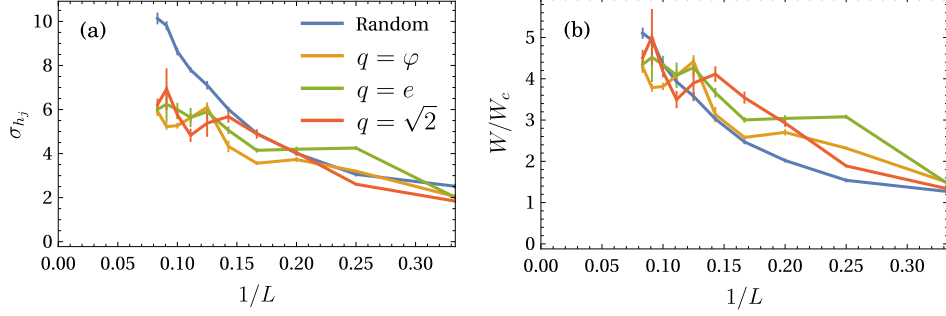 (a)
Random
q = φ
q = e
q = √2
10
8
6
4
2
0
σ_{h_j}
0.00 0.05 0.10 0.15 0.20 0.25 0.30
1/L
(b)
5
4
3
2
1
0
W/W_c
0.00 0.05 0.10 0.15 0.20 0.25 0.30
1/L